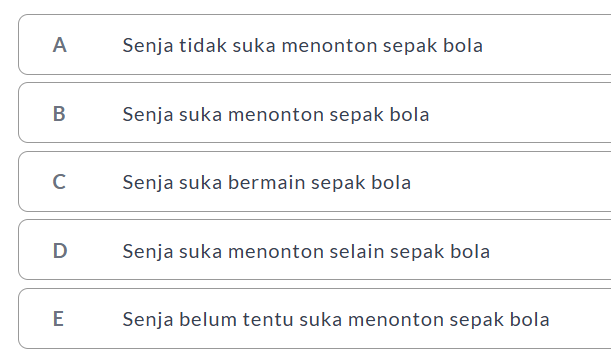 A Senja tidak suka menonton sepak bola
B Senja suka menonton sepak bola
C Senja suka bermain sepak bola
D Senja suka menonton selain sepak bola
E Senja belum tentu suka menonton sepak bola